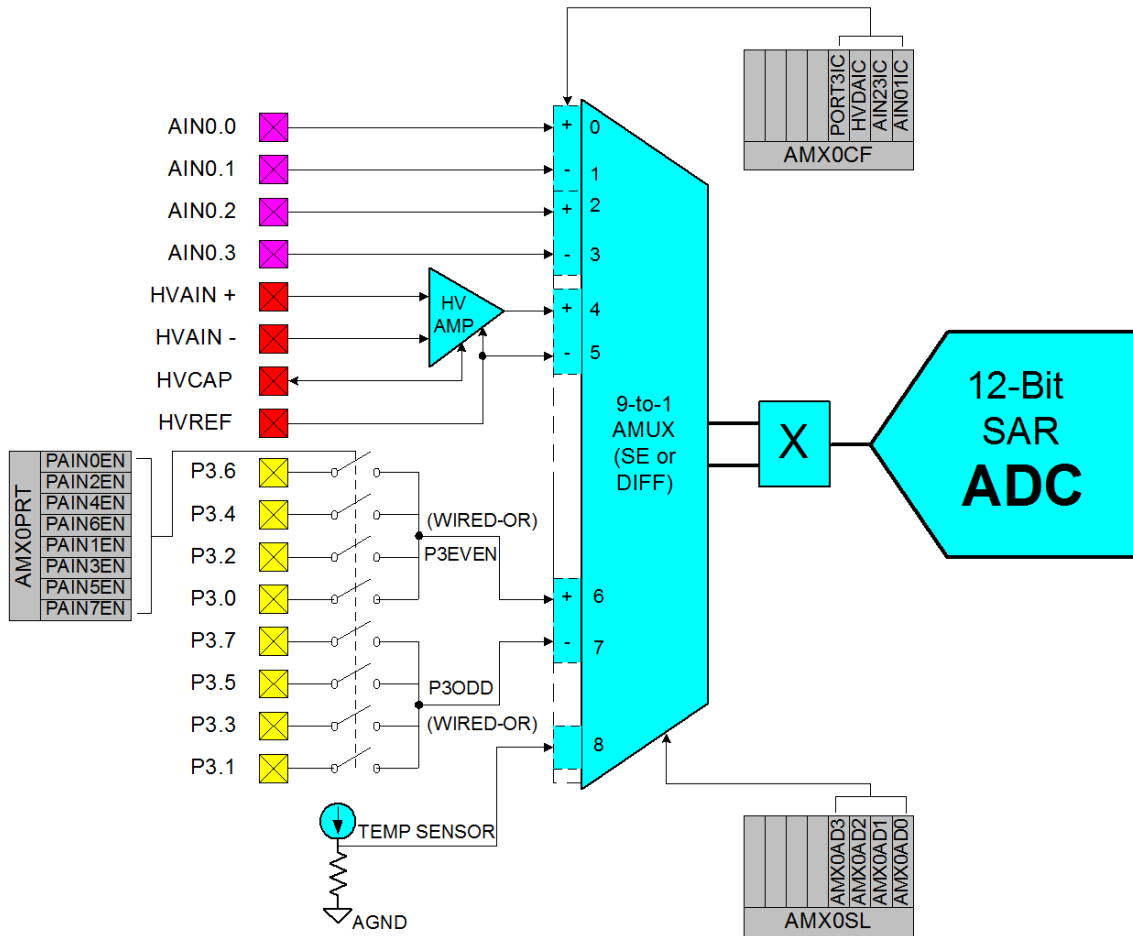 PORT3IC
HVDAIC
AIN23IC
AIN01IC
AMX0CF
AIN0.0
AIN0.1
AIN0.2
AIN0.3
HVAIN +
HVAIN -
HVCAP
HVREF
HV
AMP
+ 0
- 1
+ 2
- 3
+ 4
- 5
9-to-1
AMUX
(SE or
DIFF)
X
12-Bit
SAR
ADC
AMX0PRT
PAIN0EN
PAIN2EN
PAIN4EN
PAIN6EN
PAIN1EN
PAIN3EN
PAIN5EN
PAIN7EN
P3.6
P3.4
P3.2
P3.0
P3.7
P3.5
P3.3
P3.1
(WIRED-OR)
P3EVEN
P3ODD
(WIRED-OR)
+ 6
- 7
8
TEMP SENSOR
AGND
AMX0AD3
AMX0AD2
AMX0AD1
AMX0AD0
AMX0SL